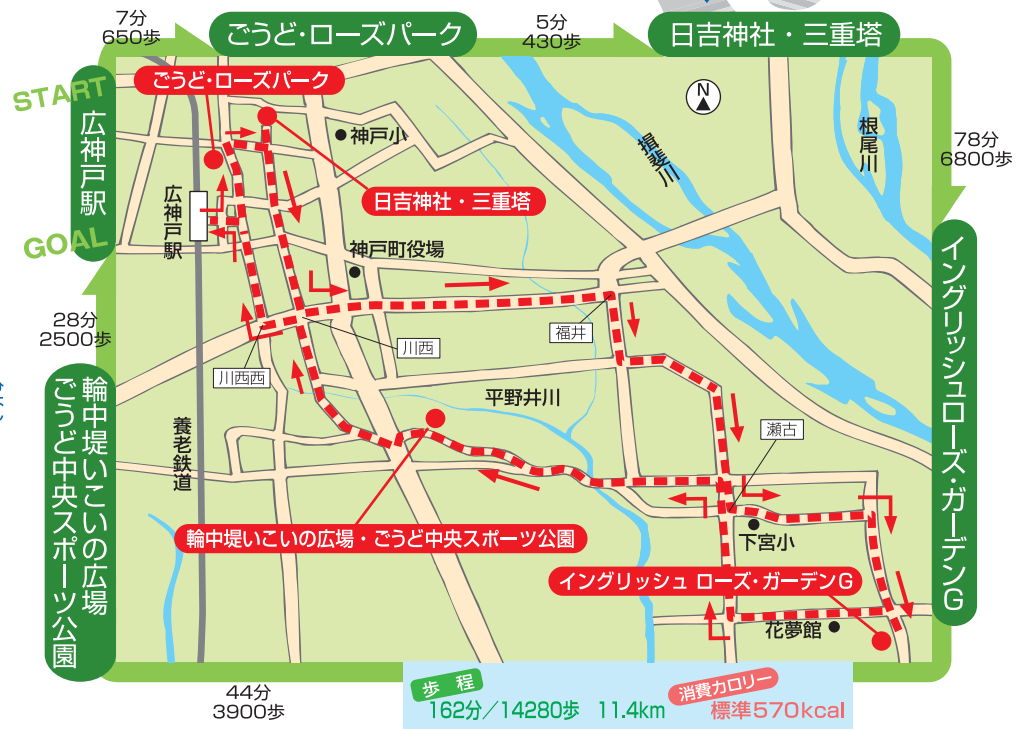 7分
650歩
ごうど・ローズパーク
5分
430歩
日吉神社・三重塔
START
広神戸駅
GOAL
78分
6800歩
イングリッシュローズ・ガーデンG
28分
2500歩
輪中堤いこいの広場
ごうど中央スポーツ公園
44分
3900歩
ごうど・ローズパーク
神戸小
N
揖斐川
根尾川
日吉神社・三重塔
広神戸駅
神戸町役場
福井
川西
川西西
平野井川
養老鉄道
瀬古
輪中堤いこいの広場・ごうど中央スポーツ公園
下宮小
イングリッシュ ローズ・ガーデンG
花夢館
歩 程
162分／14280歩 11.4km
消費カロリー
標準570kcal